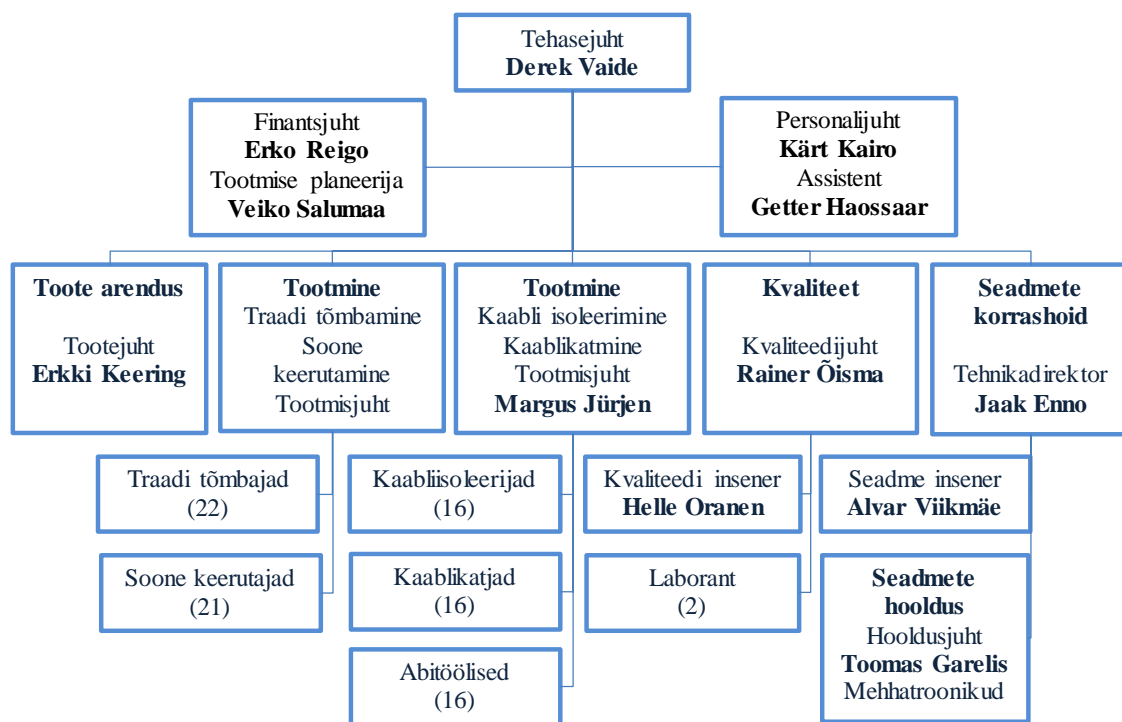 Tehasejuht
Derek Vaide
Finantsjuht
Erko Reigo
Tootmise planeerija
Veiko Salumaa
Personalijuht
Kärt Kairo
Assistent
Getter Haossaar
Toote arendus
Tootejuht
Erkki Keering
Tootmine
Traadi tõmbamine
Soone
keerutamine
Tootmisjuht
Tootmine
Kaabli isoleerimine
Kaablikatmine
Tootmisjuht
Margus Jürjen
Kvaliteet
Kvaliteedijuht
Rainer Õisma
Seadmete
korrashoid
Tehnikadirektor
Jaak Enno
Traadi tõmbajad
(22)
Soone keerutajad
(21)
Kaabliisoleerijad
(16)
Kaablikatjad
(16)
Abitöölised
(16)
Kvaliteedi insener
Helle Oranen
Laborant
(2)
Seadme insener
Alvar Viikmäe
Seadmete
hooldus
Hooldusjuht
Toomas Garelis
Mehhatroonikud